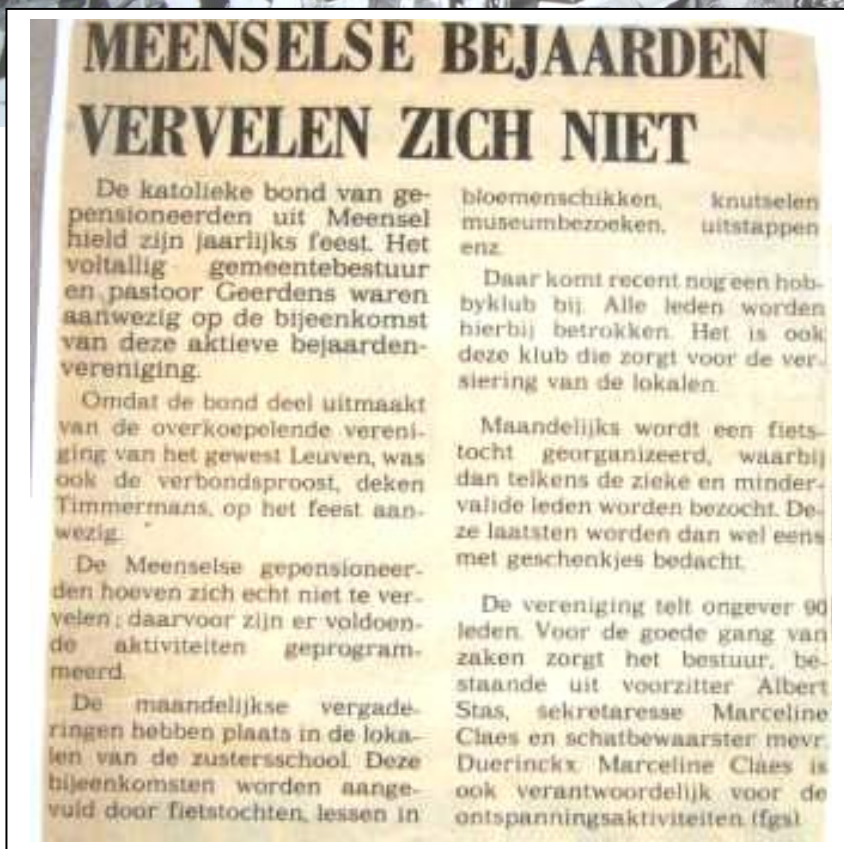 MEENSELSE BEJAARDEN
VERVELEN ZICH NIET
De katolieke bond van ge-
pensioneerden uit Meensel
hield zijn jaarlijks feest. Het
voltallig gemeentebestuur
en pastoor Geerdens waren
aanwezig op de bijeenkomst
van deze aktieve bejaarden-
vereniging.
Omdat de bond deel uitmaakt
van de overkoepelende vereni-
ging van het gewest Leuven, was
ook de verbondsproost, deken
Timmermans, op het feest aan-
wezig.
De Meenselse gepensioneer-
den hoeven zich echt niet te ver-
velen; daarvoor zijn er voldoen-
de aktiviteiten geprogram-
meerd.
De maandelijkse vergade-
ringen hebben plaats in de loka-
len van de zustersschool. Deze
bijeenkomsten worden aange-
vuld door fietstochten, lessen in
bloemenschikken, knutselen
museumbezoeken, uitstappen
enz.
Daar komt recent nog een hob-
byklub bij. Alle leden worden
hierbij betrokken. Het is ook
deze klub die zorgt voor de ver-
siering van de lokalen.
Maandelijks wordt een fiets-
tocht georganizeerd, waarbij
dan telkens de zieke en minder-
valide leden worden bezocht. De-
ze laatsten worden dan wel eens
met geschenkjes bedacht.
De vereniging telt ongever 90
leden. Voor de goede gang van
zaken zorgt het bestuur, be-
staande uit voorzitter Albert
Stas, sekretaresse Marceline
Claes en schatbewaarster mevr.
Duerinckx. Marceline Claes is
ook verantwoordelijk voor de
ontspanningsaktiviteiten. (fgs)